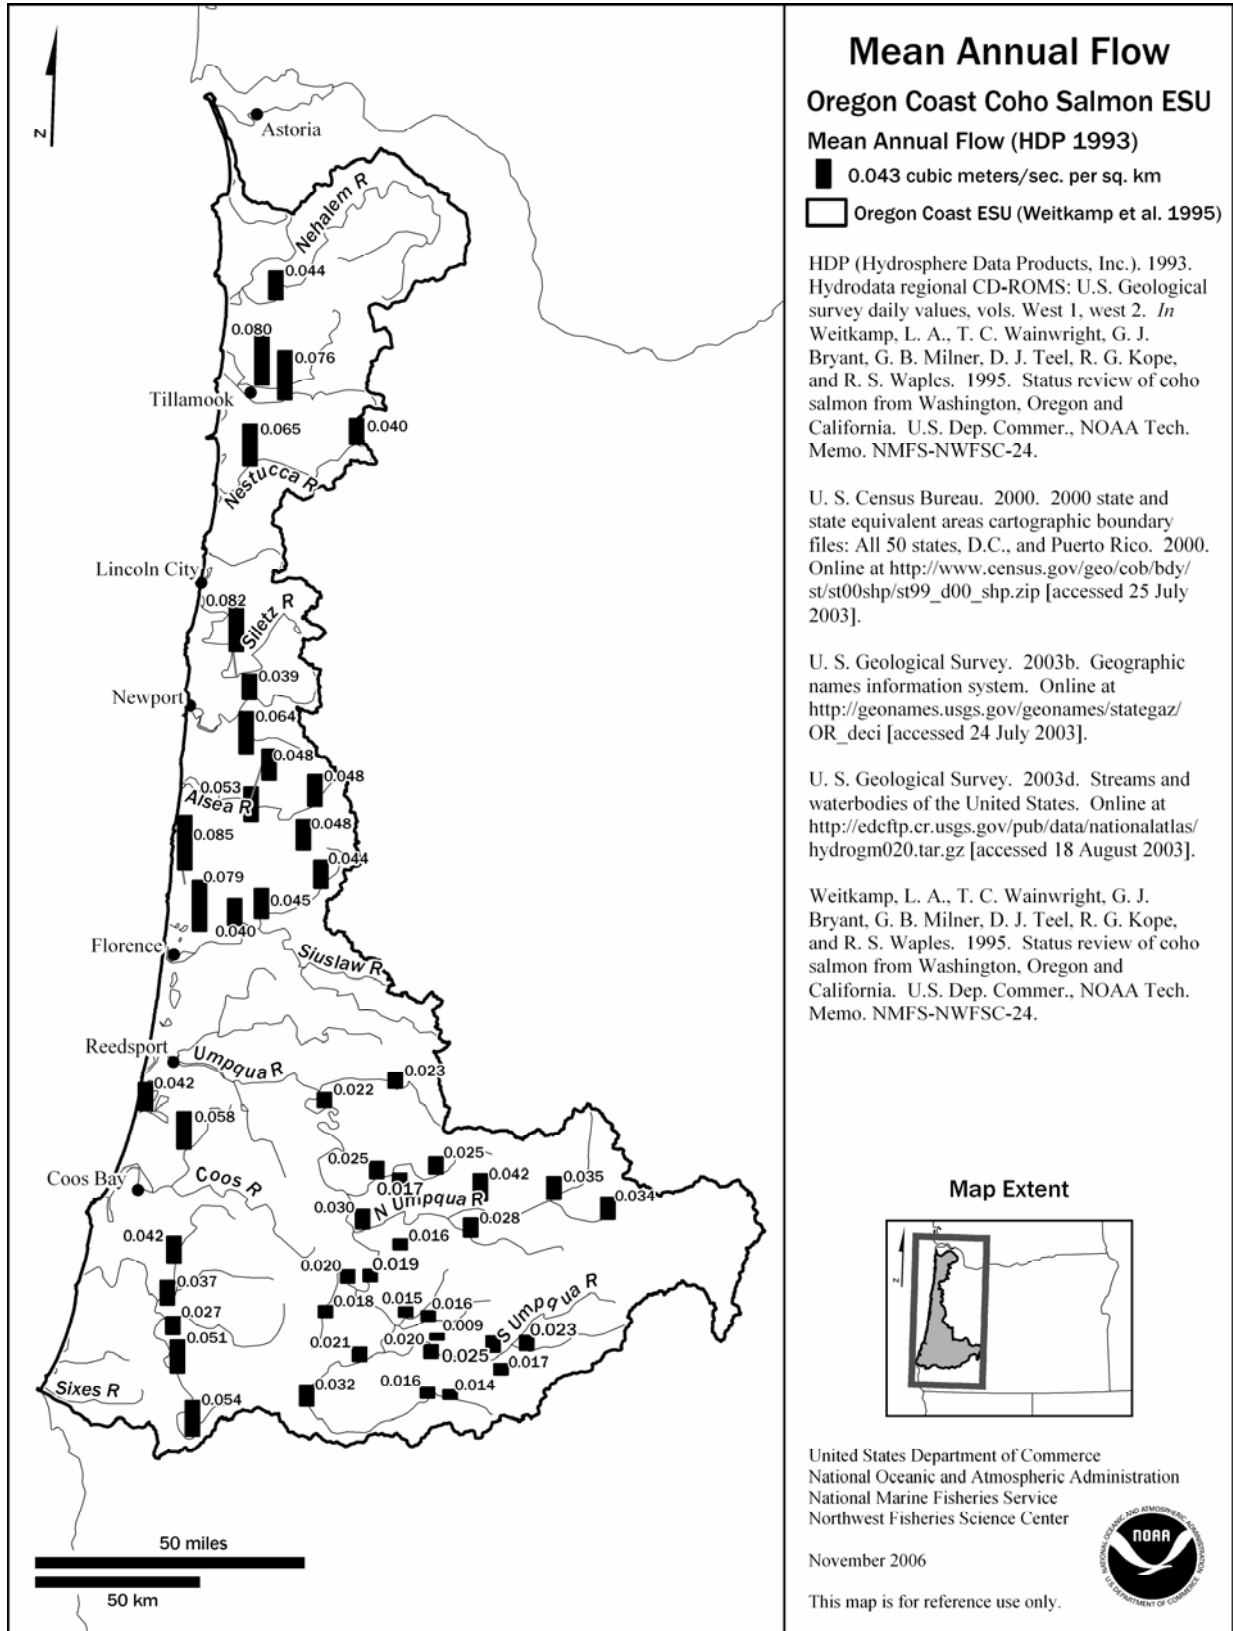 Mean Annual Flow
Oregon Coast Coho Salmon ESU
Mean Annual Flow (HDP 1993)
0.043 cubic meters/sec. per sq. km
Oregon Coast ESU (Weitkamp et al. 1995)
HDP (Hydrosphere Data Products, Inc.). 1993.
Hydrodata regional CD-ROMS: U.S. Geological
survey daily values, vols. West 1, west 2. In
Weitkamp, L. A., T. C. Wainwright, G. J.
Bryant, G. B. Milner, D. J. Teel, R. G. Kope,
and R. S. Waples. 1995. Status review of coho
salmon from Washington, Oregon and
California. U.S. Dep. Commer., NOAA Tech.
Memo. NMFS-NWFSC-24.
U. S. Census Bureau. 2000. 2000 state and
state equivalent areas cartographic boundary
files: All 50 states, D.C., and Puerto Rico. 2000.
Online at http://www.census.gov/geo/cob/bdy/
st/st00shp/st99_d00_shp.zip [accessed 25 July
2003].
U. S. Geological Survey. 2003b. Geographic
names information system. Online at
http://geonames.usgs.gov/geonames/stategaz/
OR_deci [accessed 24 July 2003].
U. S. Geological Survey. 2003d. Streams and
waterbodies of the United States. Online at
http://edcftp.cr.usgs.gov/pub/data/nationalatlas/
hydrogm020.tar.gz [accessed 18 August 2003].
Weitkamp, L. A., T. C. Wainwright, G. J.
Bryant, G. B. Milner, D. J. Teel, R. G. Kope,
and R. S. Waples. 1995. Status review of coho
salmon from Washington, Oregon and
California. U.S. Dep. Commer., NOAA Tech.
Memo. NMFS-NWFSC-24.
Map Extent
N
United States Department of Commerce
National Oceanic and Atmospheric Administration
National Marine Fisheries Service
Northwest Fisheries Science Center
November 2006
This map is for reference use only.
NOAA
NATIONAL OCEANIC AND ATMOSPHERIC ADMINISTRATION
U.S. DEPARTMENT OF COMMERCE
N
Astoria
Nehalem R
0.044
0.080
0.076
Tillamook
0.065
0.040
Nestucca R
Lincoln City
0.082
Siletz R
0.039
Newport
0.064
0.048
0.048
0.053
Alsea R
0.085
0.048
0.044
0.079
0.045
0.040
Florence
Siuslaw R
Reedsport
Umpqua R
0.023
0.042
0.022
0.058
0.025
0.025
Coos Bay
Coos R
0.017
0.042
0.035
0.034
N Umpqua R
0.030
0.028
0.042
0.016
0.020
0.019
0.037
0.018
0.015
0.016
S Umpqua R
0.027
0.009
0.051
0.021
0.020
0.025
0.023
0.017
Sixes R
0.032
0.016
0.014
0.054
50 miles
50 km